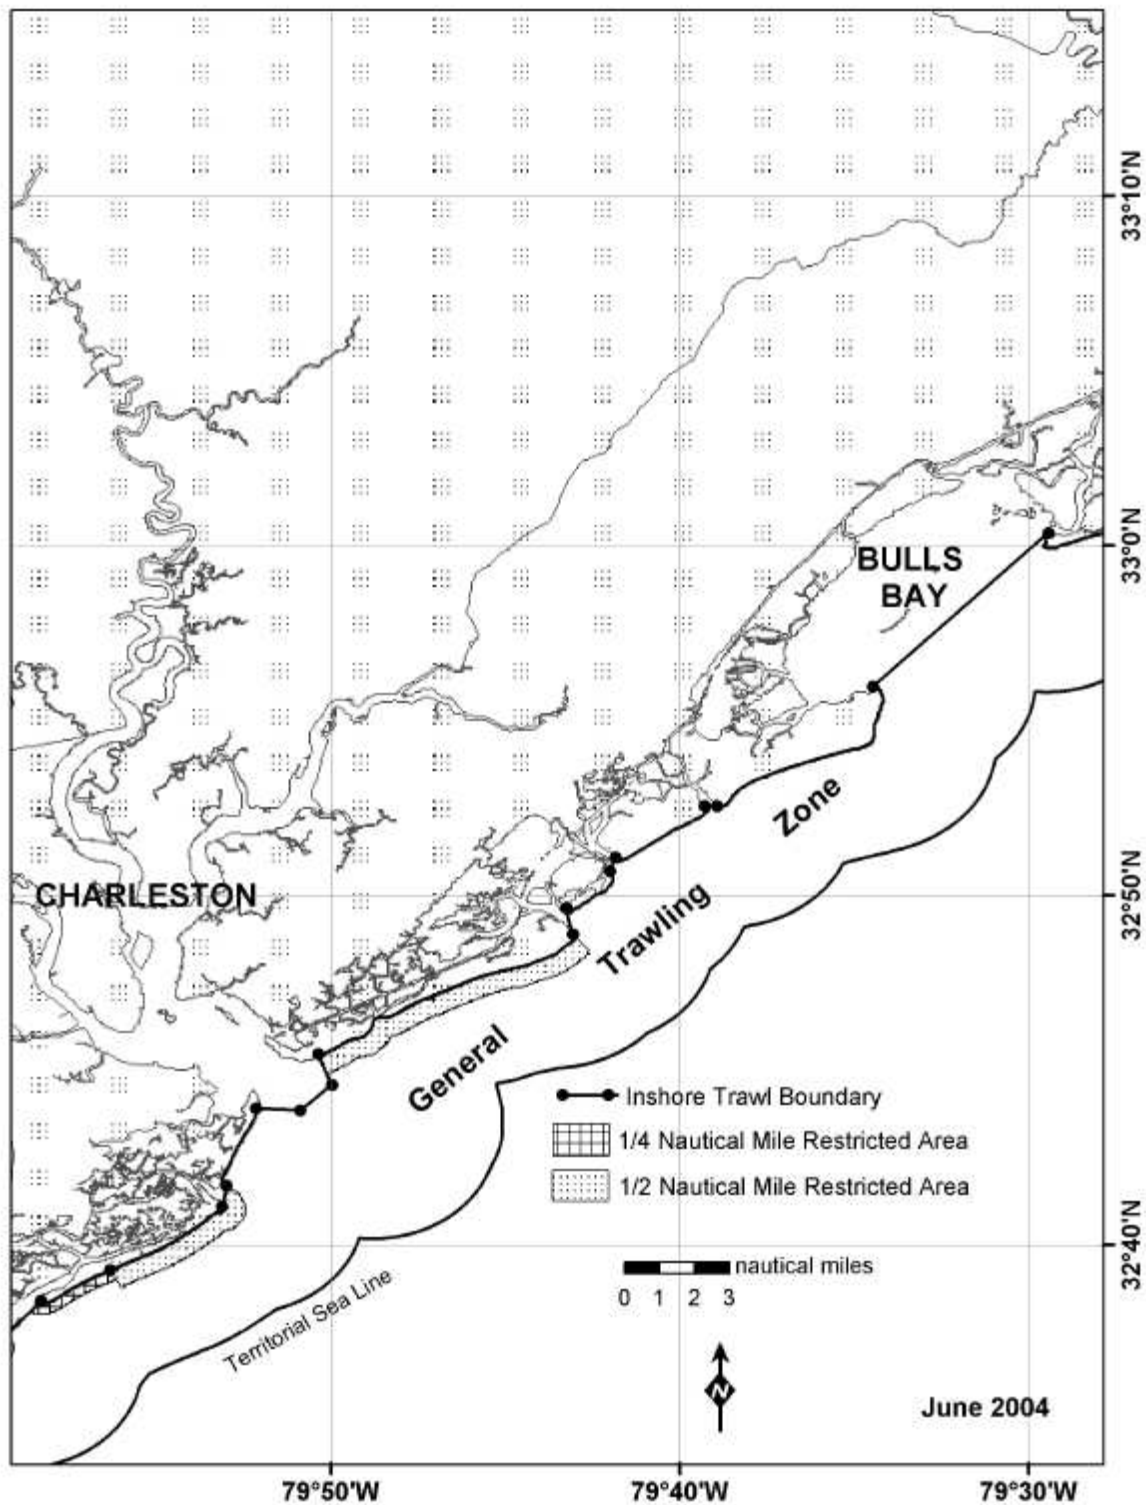 33°10'N
33°0'N
BULLS
BAY
Zone
32°50'N
CHARLESTON
Trawling
General
Inshore Trawl Boundary
1/4 Nautical Mile Restricted Area
1/2 Nautical Mile Restricted Area
32°40'N
nautical miles
0 1 2 3
Territorial Sea Line
N
June 2004
79°50'W 79°40'W 79°30'W